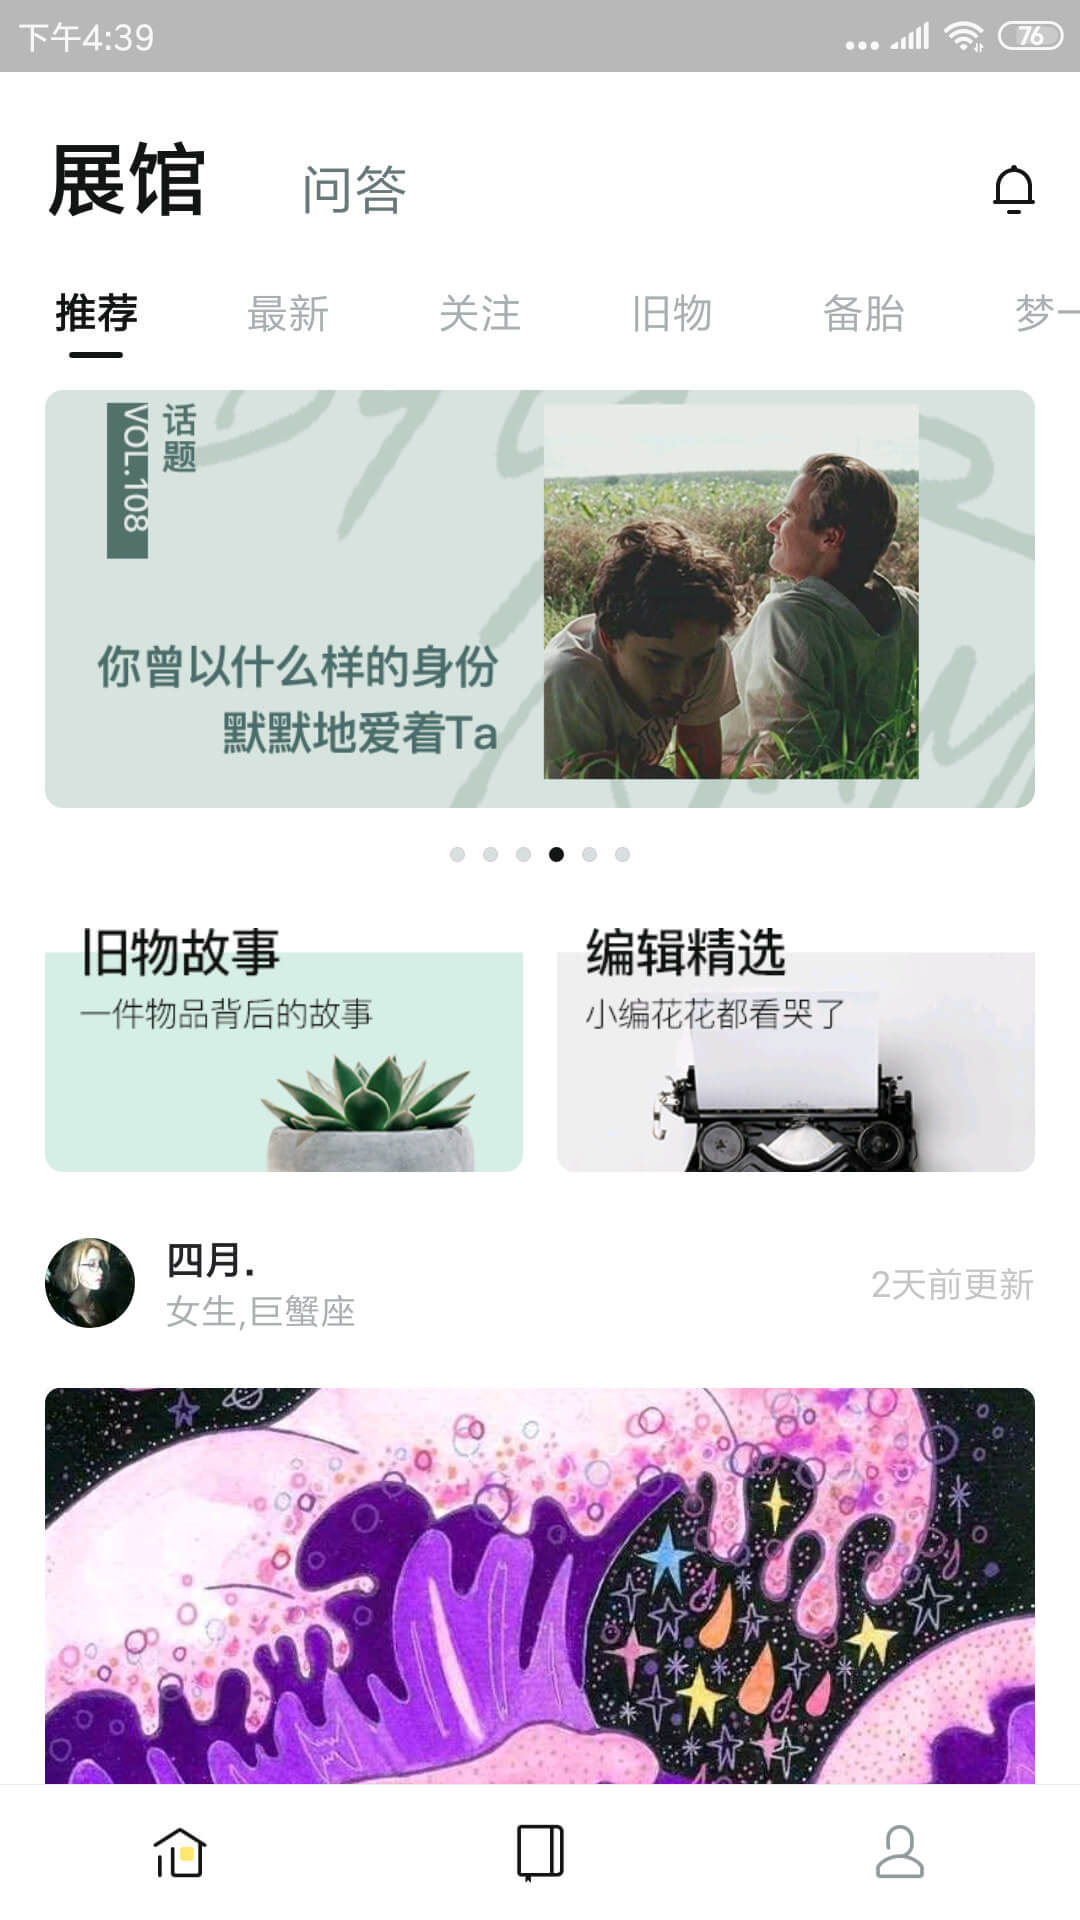 下午4:39
76
展馆
问答
推荐
最新
关注
旧物
备胎
梦一
话题
VOL.108
你曾以什么样的身份
默默地爱着Ta
旧物故事
一件物品背后的故事
编辑精选
小编花花都看哭了
四月.
女生,巨蟹座
2天前更新